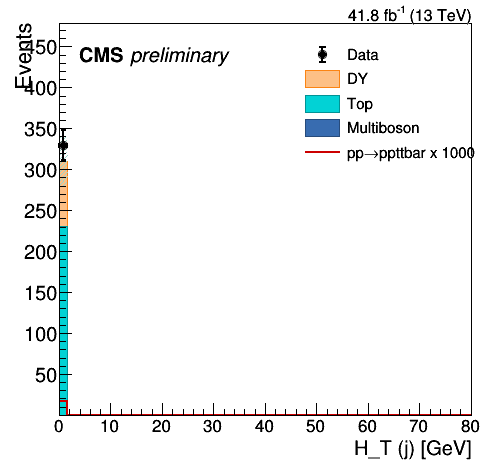 41.8 fb⁻¹ (13 TeV)
Events
CMS preliminary
Data
DY
Top
Multiboson
pp→ppttbar x 1000
450
400
350
300
250
200
150
100
50
0 10 20 30 40 50 60 70 80
H_T (j) [GeV]